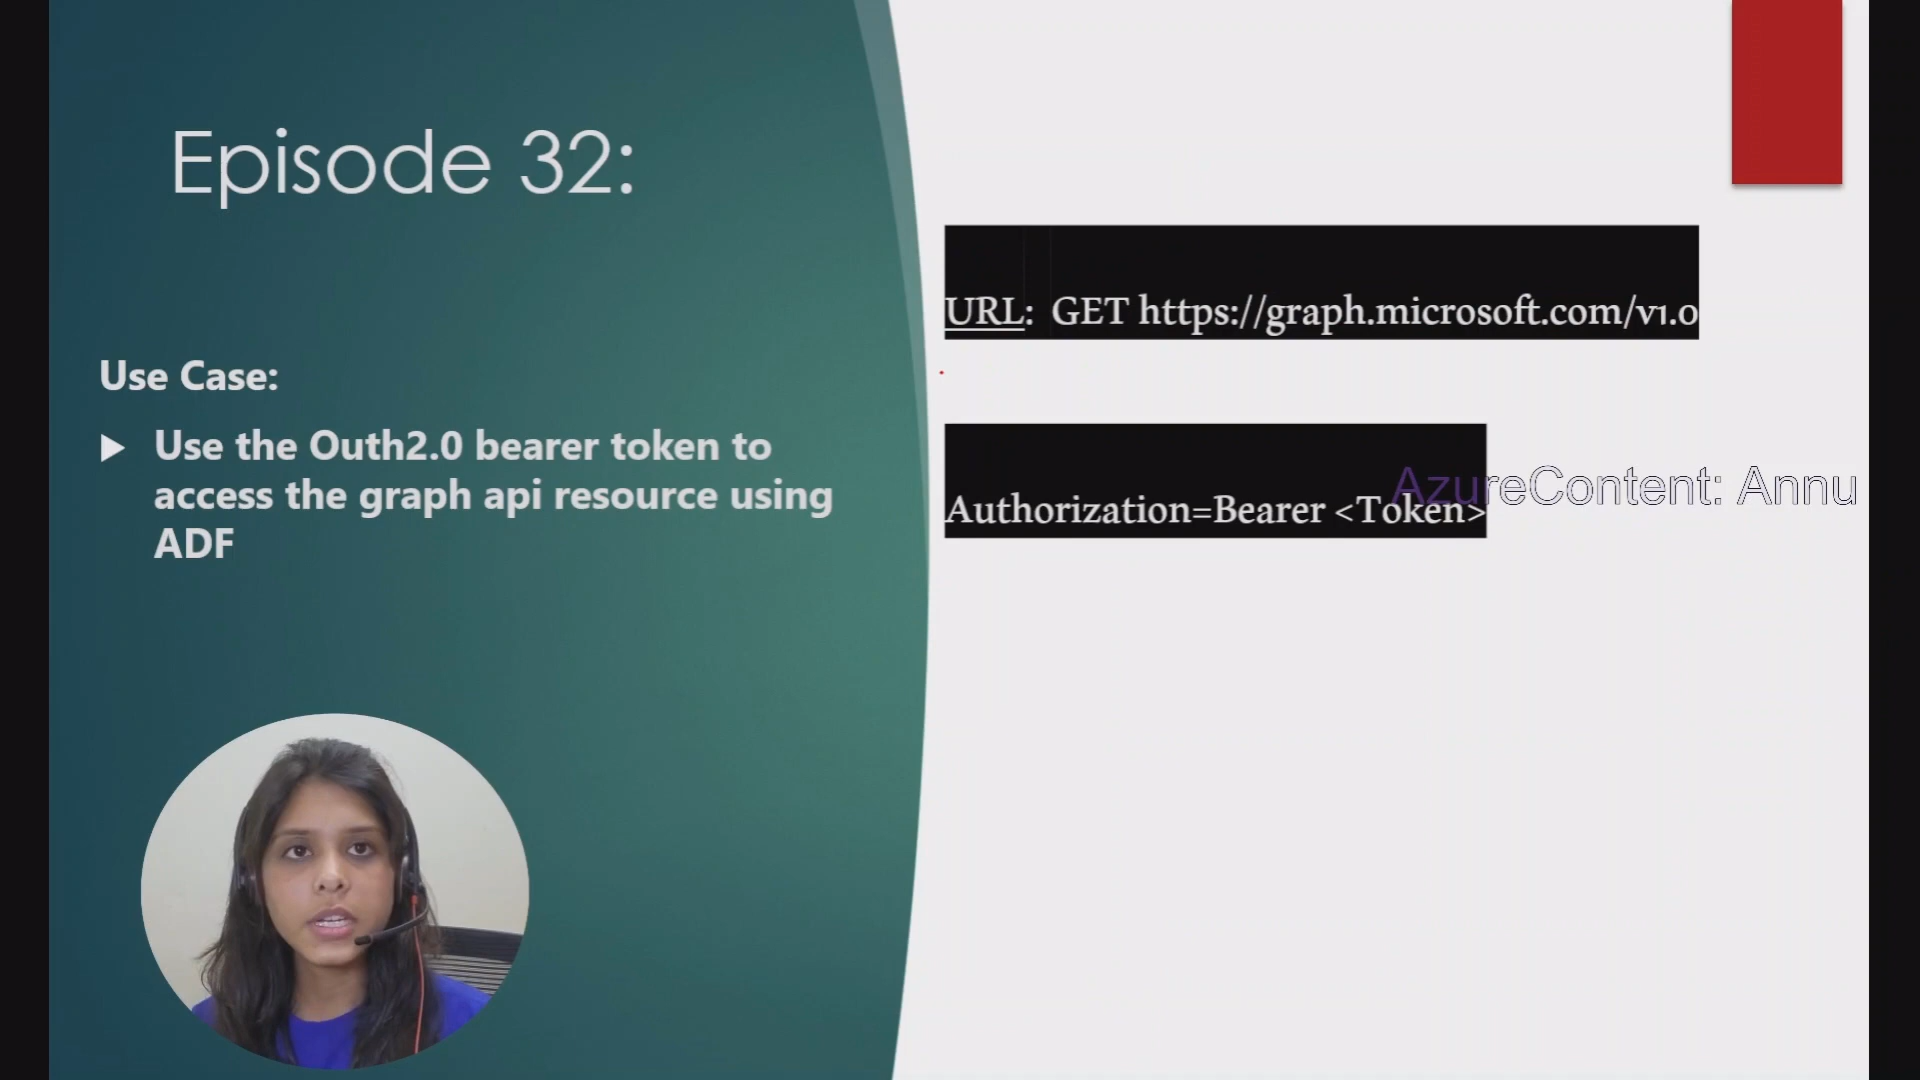 Episode 32:
Use Case:
Use the Outh2.0 bearer token to
access the graph api resource using
ADF
URL: GET https://graph.microsoft.com/v1.0
Authorization=Bearer <Token>
AzureContent: Annu